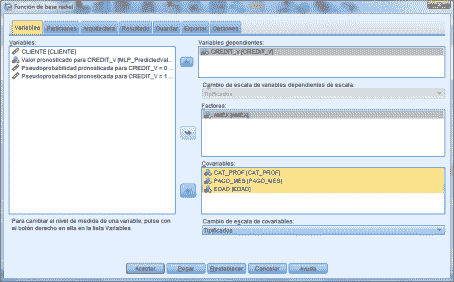 Función de base radial
Variables Particiones Arquitectura Resultado Guardar Exportar Opciones
Variables:
CLIENTE [CLIENTE]
Valor pronosticado para CREDIT_V [MLP_PredictedVal...
Pseudoprobabilidad pronosticada para CREDIT_V = 0 ...
Pseudoprobabilidad pronosticada para CREDIT_V = 1 ...
Para cambiar el nivel de medida de una variable, pulse con
el botón derecho en ella en la lista Variables.
Variables dependientes:
CREDIT_V [CREDIT_V]
Cambio de escala de variables dependientes de escala:
Tipificados
Factores:
Covariables:
CAT_PROF [CAT_PROF]
PAGO_MES [PAGO_MES]
EDAD [EDAD]
Cambio de escala de covariables:
Tipificados
Aceptar Pegar Restablecer Cancelar Ayuda